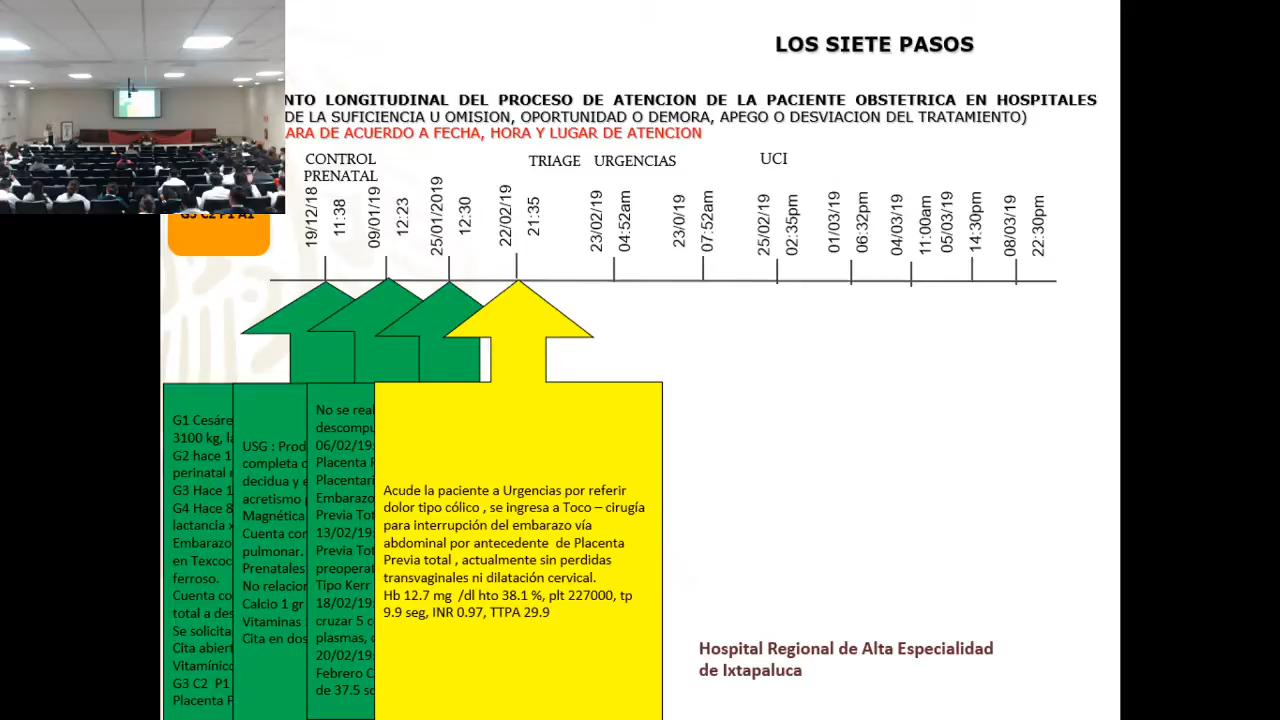 LOS SIETE PASOS
NTO LONGITUDINAL DEL PROCESO DE ATENCION DE LA PACIENTE OBSTETRICA EN HOSPITALES
DE LA SUFICIENCIA U OMISION, OPORTUNIDAD O DEMORA, APEGO O DESVIACION DEL TRATAMIENTO)
ARA DE ACUERDO A FECHA, HORA Y LUGAR DE ATENCION
CONTROL
PRENATAL
TRIAGE URGENCIAS
UCI
19/12/18
11:38
09/01/19
12:23
25/01/2019
12:30
22/02/19
21:35
23/02/19
04:52am
23/0/19
07:52am
25/02/19
02:35pm
01/03/19
06:32pm
04/03/19
11:00am
05/03/19
14:30pm
08/03/19
22:30pm
G5 C2 P1 A1
G1 Cesáre
3100 kg, la
G2 hace 1
perinatal
G3 Hace 1
G4 Hace 8
lactancia
Embarazo
en Texcoc
ferroso.
Cuenta co
total a des
Se solicita
Cita abiert
Vitamínico
G3 C2 P1
Placenta P
USG : Prod
completa
decidua y
acretismo
Magnética
Cuenta con
pulmonar.
Prenatales
No relacion
Calcio 1 gr
Vitaminas
Cita en dos
No se real
descompu
06/02/19:
Placenta
Placentari
Embarazo
Previa Tot
13/02/19:
Previa Tot
preoperat
Tipo Kerr
18/02/19:
cruzar 5
plasmas,
20/02/19:
Febrero C
de 37.5
Acude la paciente a Urgencias por referir
dolor tipo cólico , se ingresa a Toco – cirugía
para interrupción del embarazo vía
abdominal por antecedente de Placenta
Previa total , actualmente sin perdidas
transvaginales ni dilatación cervical.
Hb 12.7 mg /dl hto 38.1 %, plt 227000, tp
9.9 seg, INR 0.97, TTPA 29.9
Hospital Regional de Alta Especialidad
de Ixtapaluca